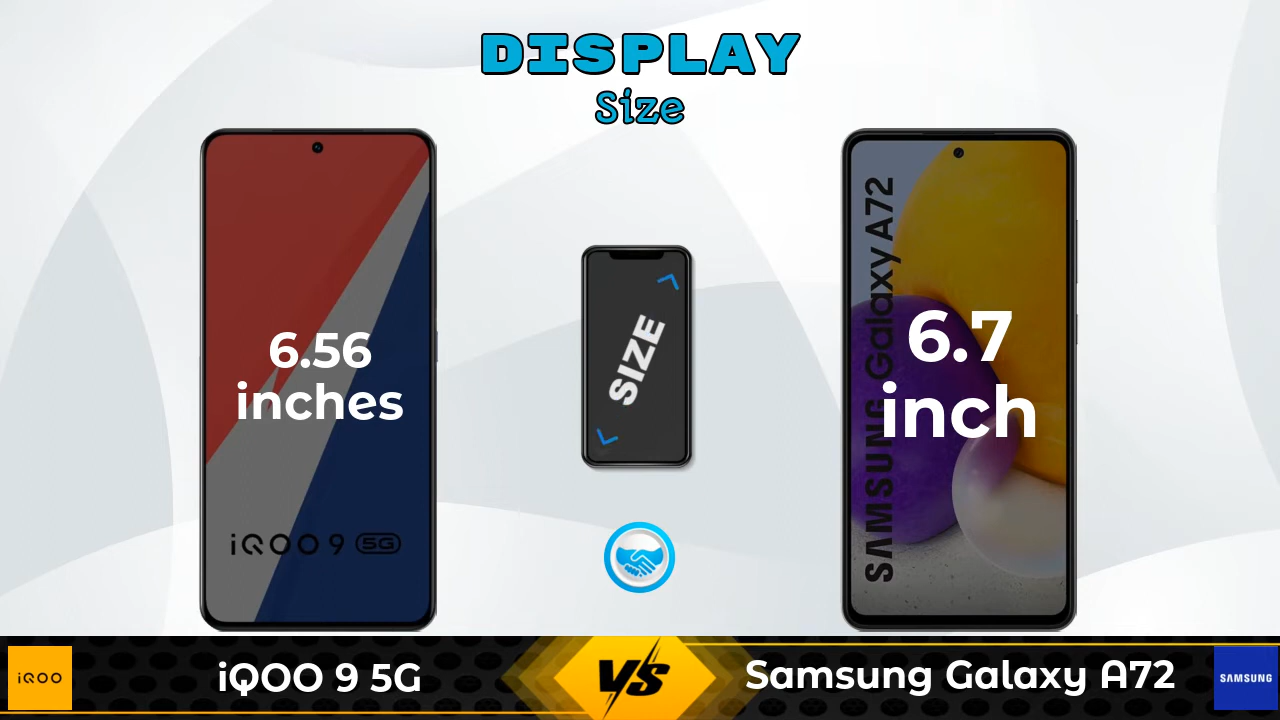 DISPLAY
Size
6.56
inches
iQOO 9 5G
SIZE
SAMSUNG Galaxy A72
6.7
inch
iQOO
iQOO 9 5G
VS
Samsung Galaxy A72
SAMSUNG